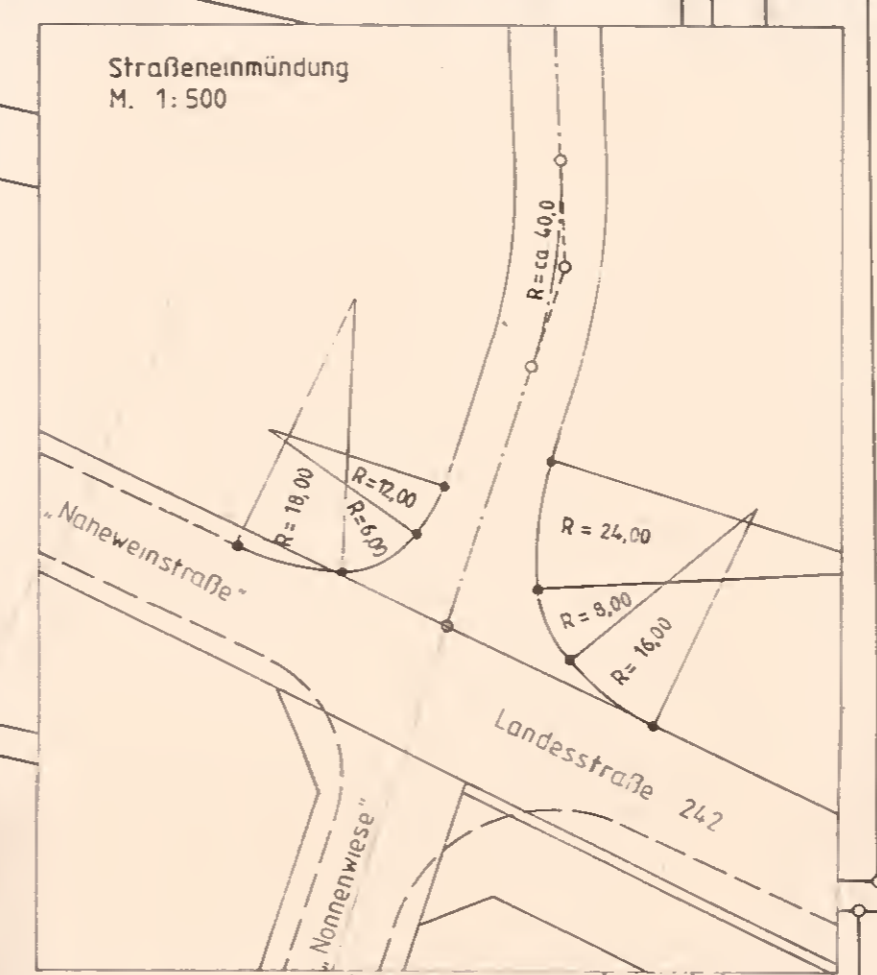 Straßeneinmündung
M. 1:500
R=ca 40,0
R=12,00
R=18,00
R=6,00
„Naheweinstraße"
R = 24,00
R = 8,00
R= 16,00
Landesstraße 242
„Nonnenwiese"